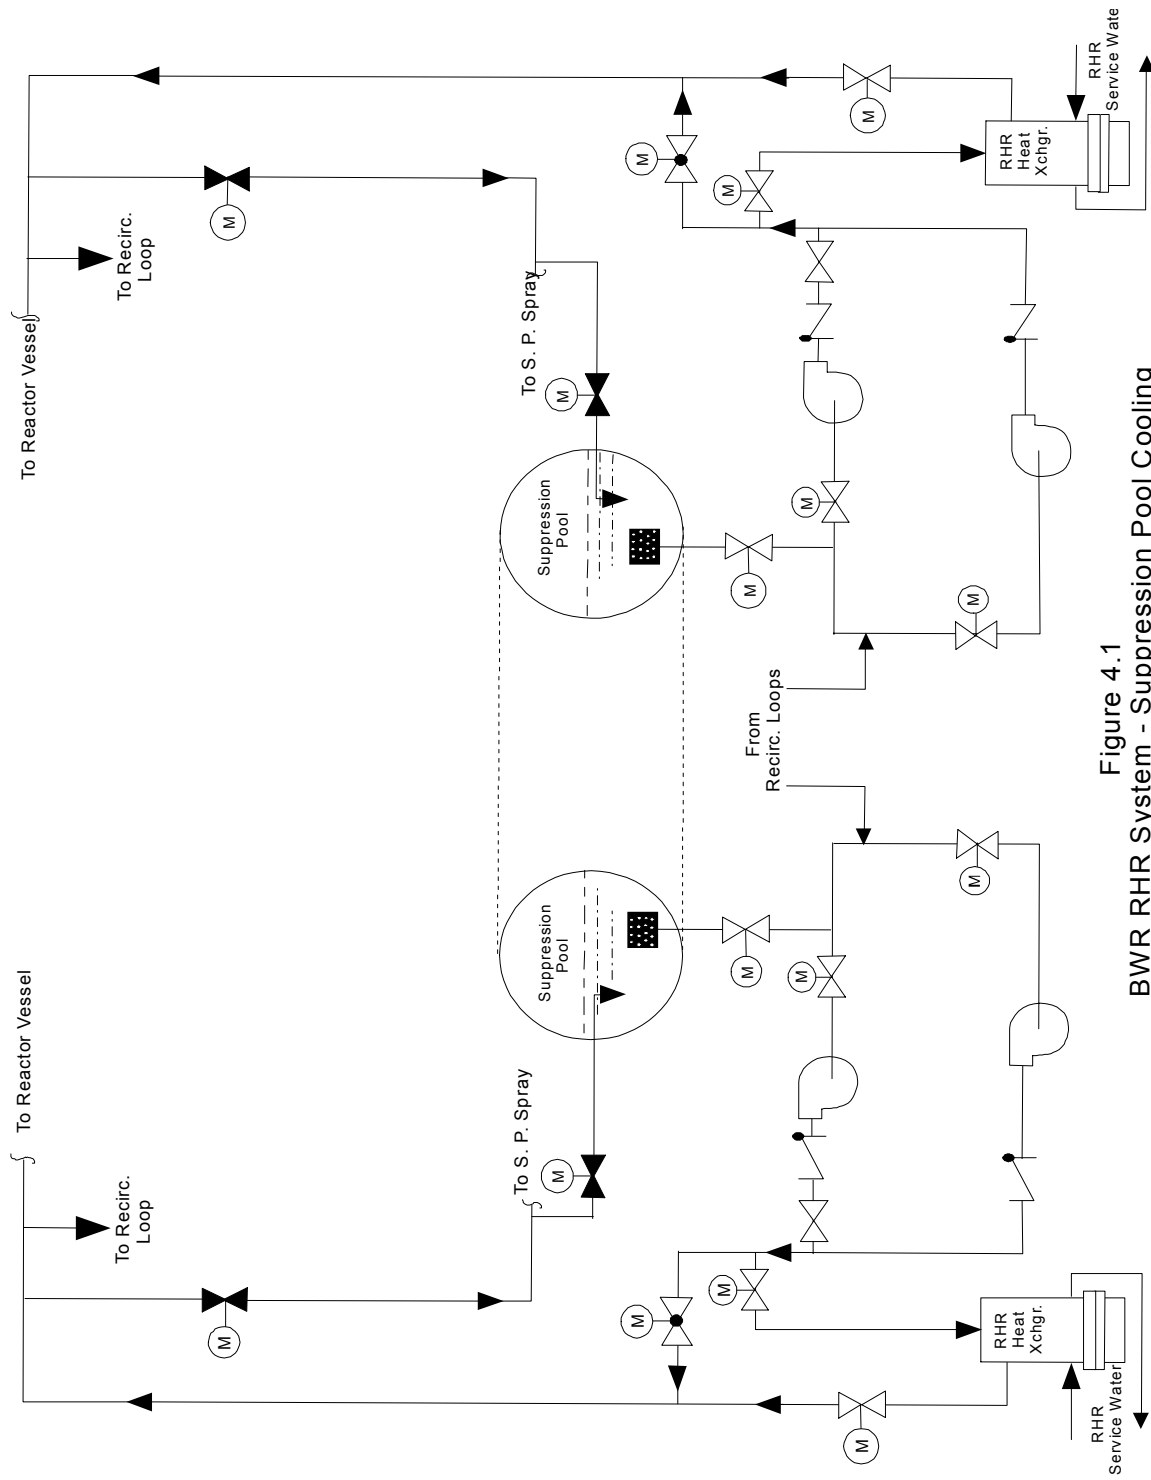 To Reactor Vessel
To Reactor Vessel
To Recirc.
Loop
To Recirc.
Loop
M
M
To S. P. Spray
To S. P. Spray
M
M
Suppression
Pool
Suppression
Pool
M
M
M
M
M
M
From
Recirc. Loops
M
M
M
M
M
M
RHR
Heat
Xchgr.
RHR
Heat
Xchgr.
RHR
Service Water
RHR
Service Wate
Figure 4.1
BWR RHR System - Suppression Pool Cooling